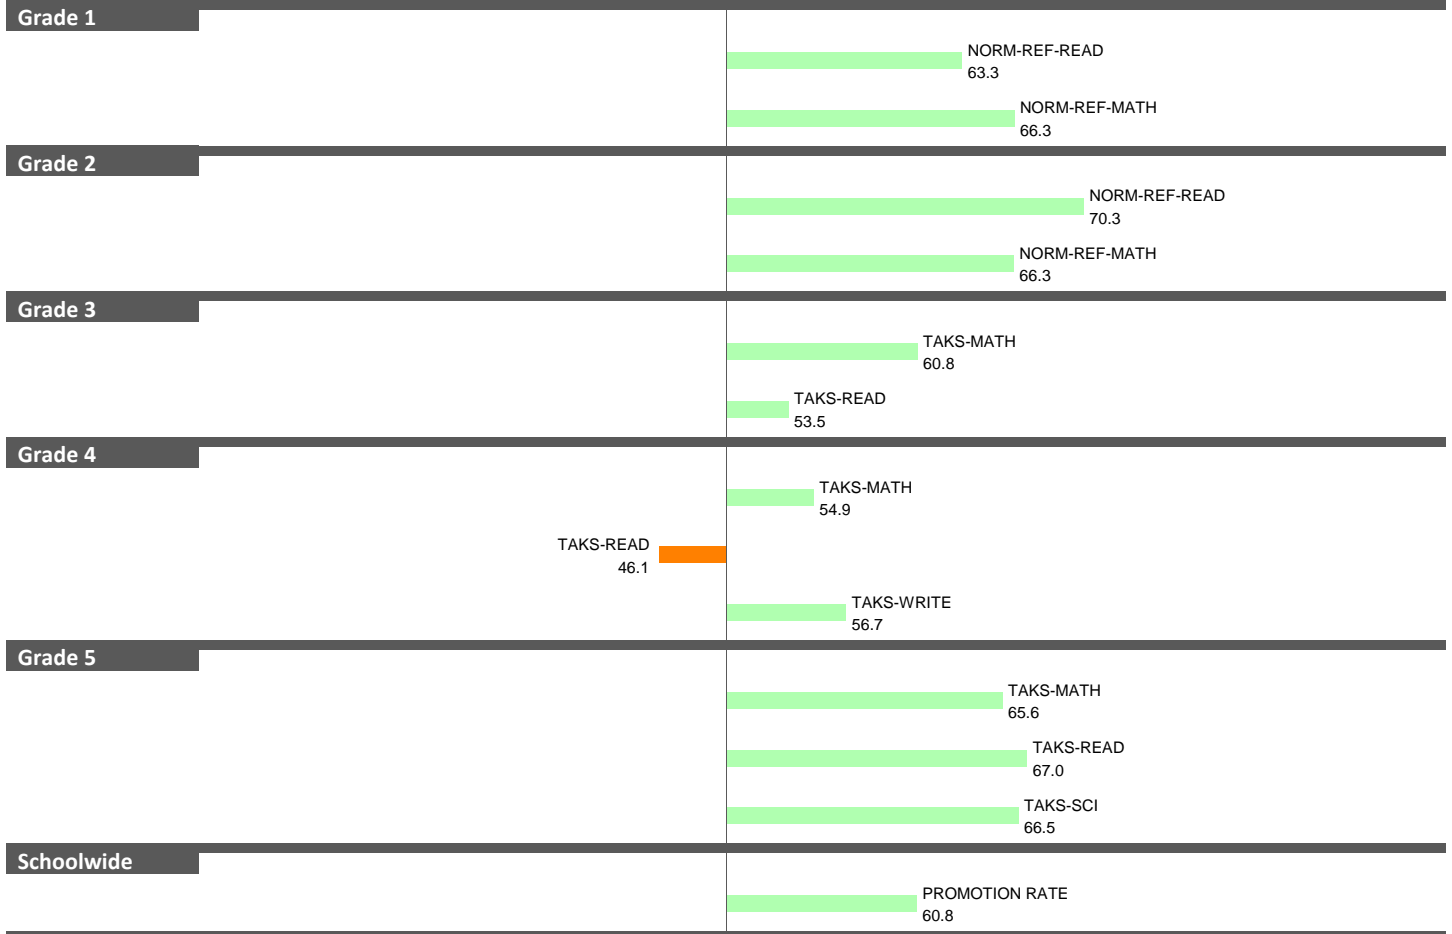 Grade 1
NORM-REF-READ
63.3
NORM-REF-MATH
66.3
Grade 2
NORM-REF-READ
70.3
NORM-REF-MATH
66.3
Grade 3
TAKS-MATH
60.8
TAKS-READ
53.5
Grade 4
TAKS-MATH
54.9
TAKS-READ
46.1
TAKS-WRITE
56.7
Grade 5
TAKS-MATH
65.6
TAKS-READ
67.0
TAKS-SCI
66.5
Schoolwide
PROMOTION RATE
60.8